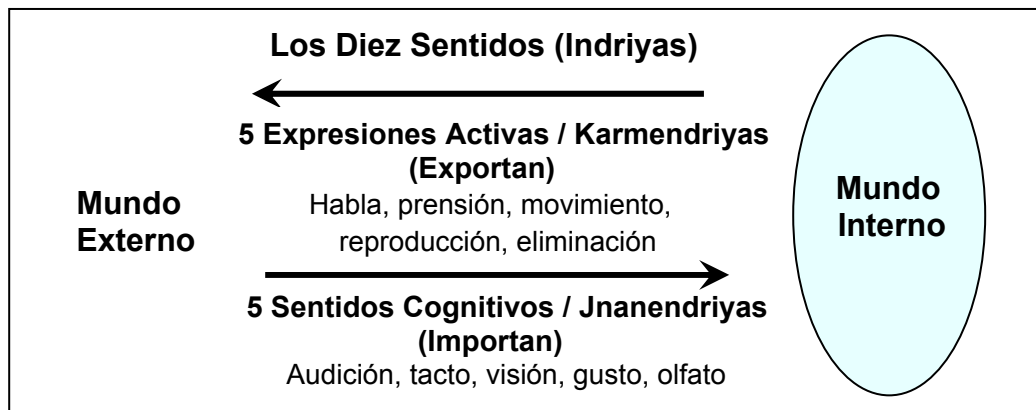 Los Diez Sentidos (Indriyas)
5 Expresiones Activas / Karmendriyas
(Exportan)
Habla, prensión, movimiento,
reproducción, eliminación
Mundo
Externo
Mundo
Interno
5 Sentidos Cognitivos / Jnanendriyas
(Importan)
Audición, tacto, visión, gusto, olfato